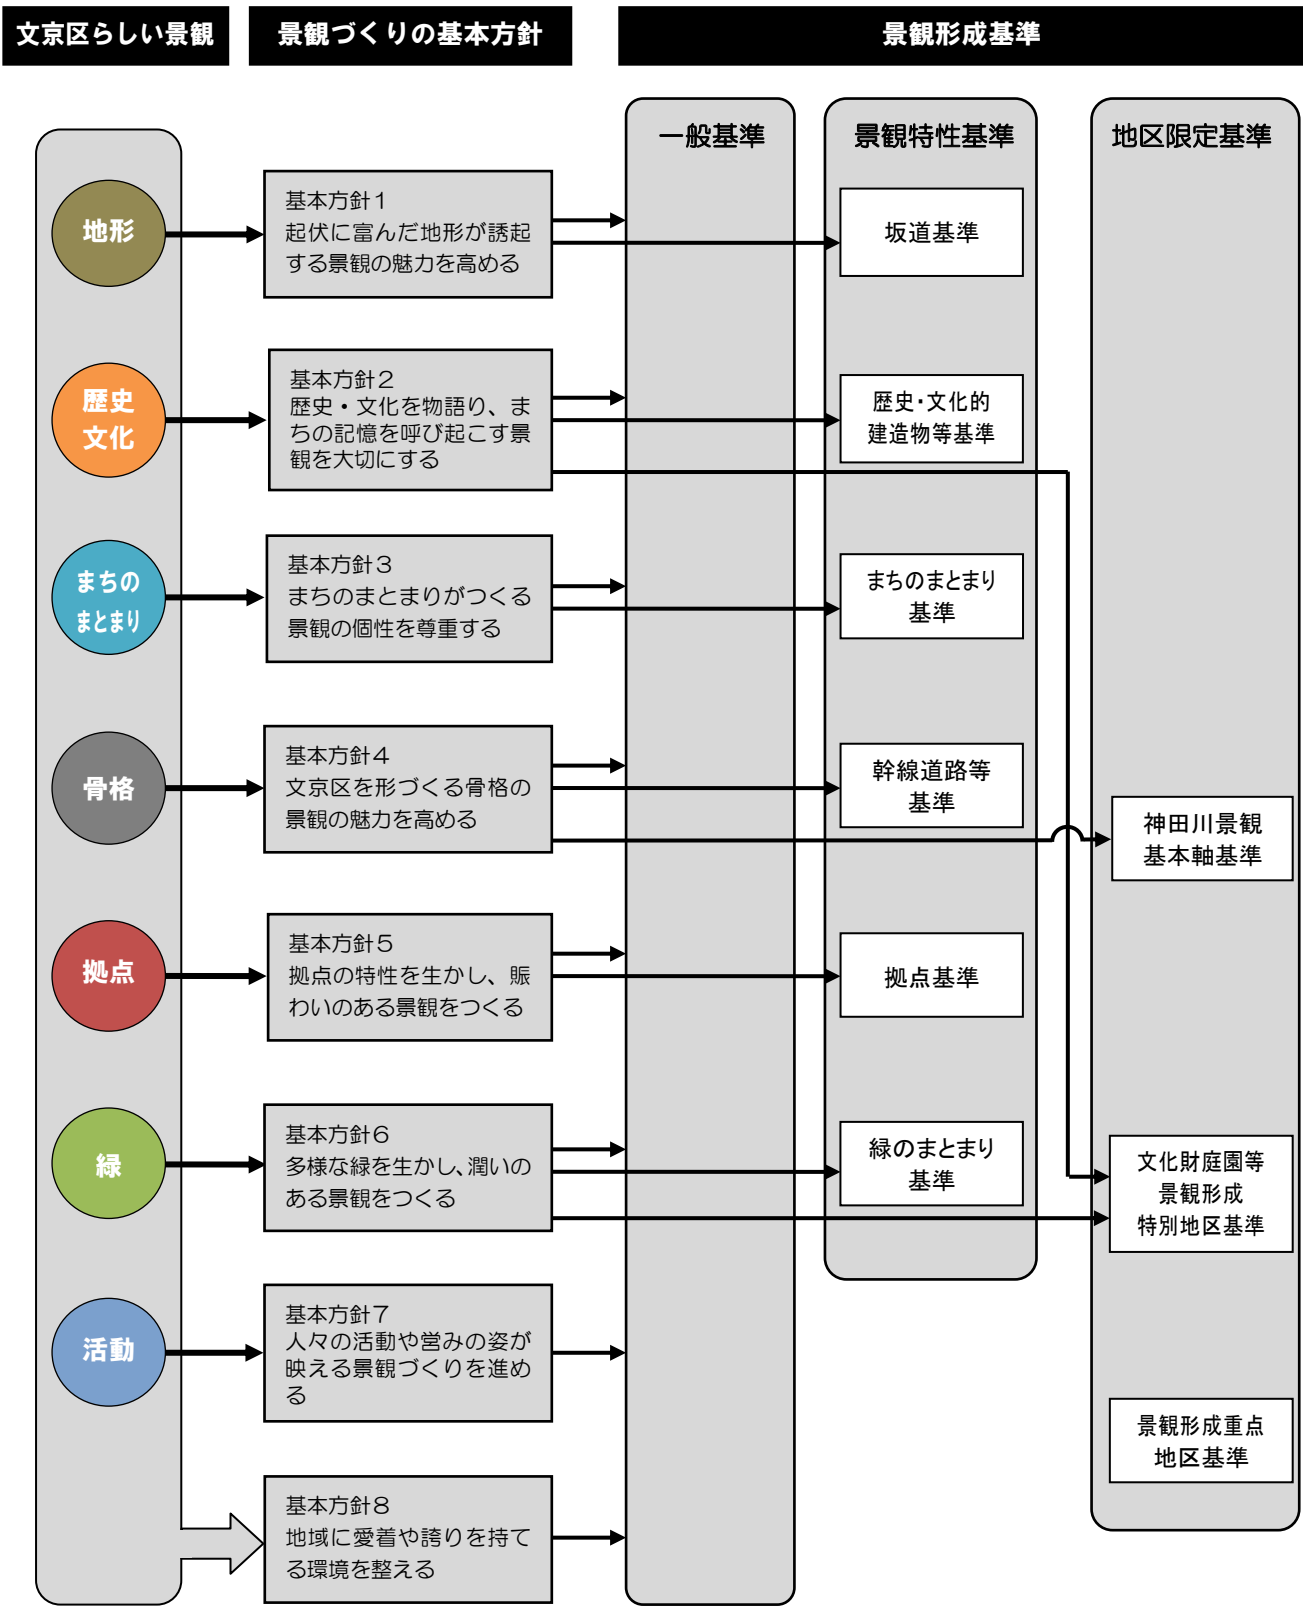 文京区らしい景観
景観づくりの基本方針
景観形成基準
一般基準
景観特性基準
地区限定基準
地形
基本方針1
起伏に富んだ地形が誘起
する景観の魅力を高める
坂道基準
歴史
文化
基本方針2
歴史・文化を物語り、ま
ちの記憶を呼び起こす景
観を大切にする
歴史・文化的
建造物等基準
まちの
まとまり
基本方針3
まちのまとまりがつくる
景観の個性を尊重する
まちのまとまり
基準
骨格
基本方針4
文京区を形づくる骨格の
景観の魅力を高める
幹線道路等
基準
神田川景観
基本軸基準
拠点
基本方針5
拠点の特性を生かし、賑
わいのある景観をつくる
拠点基準
緑
基本方針6
多様な緑を生かし、潤いの
ある景観をつくる
緑のまとまり
基準
文化財庭園等
景観形成
特別地区基準
活動
基本方針7
人々の活動や営みの姿が
映える景観づくりを進め
る
景観形成重点
地区基準
基本方針8
地域に愛着や誇りを持て
る環境を整える